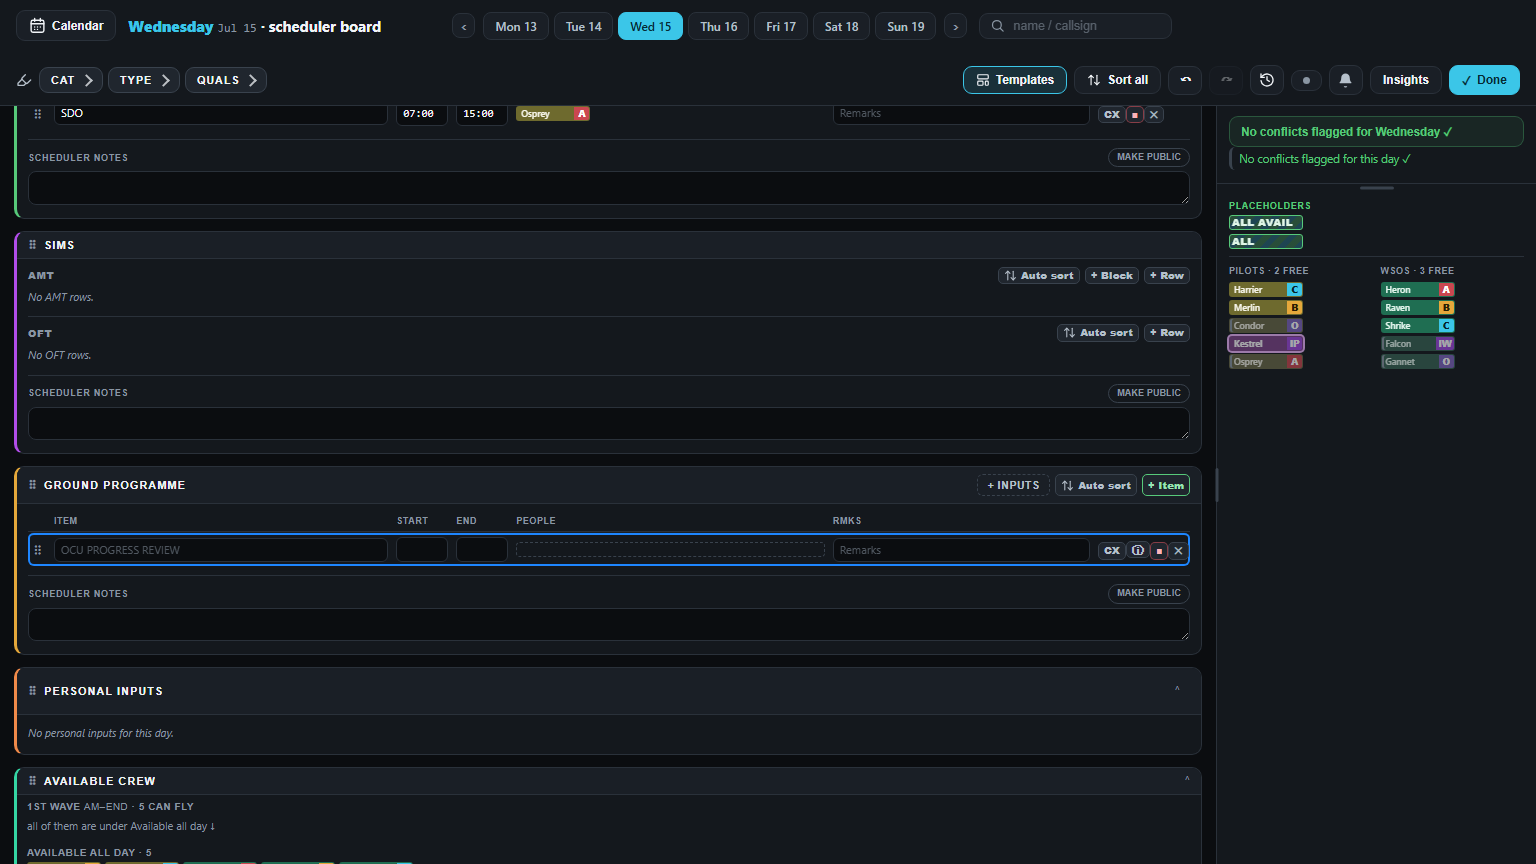 Calendar Wednesday Jul 15 · scheduler board ‹ Mon 13 Tue 14 Wed 15 Thu 16 Fri 17 Sat 18 Sun 19 › name / callsign
CAT TYPE QUALS Templates Sort all Insights ✓ Done
SDO 07:00 15:00 Osprey A Remarks CX
SCHEDULER NOTES MAKE PUBLIC
SIMS
AMT Auto sort + Block + Row
No AMT rows.
OFT Auto sort + Row
No OFT rows.
SCHEDULER NOTES MAKE PUBLIC
GROUND PROGRAMME + INPUTS Auto sort + Item
ITEM START END PEOPLE RMKS
OCU PROGRESS REVIEW Remarks CX
SCHEDULER NOTES MAKE PUBLIC
PERSONAL INPUTS
No personal inputs for this day.
AVAILABLE CREW
1ST WAVE AM–END · 5 CAN FLY
all of them are under Available all day ↓
AVAILABLE ALL DAY · 5
No conflicts flagged for Wednesday ✓
No conflicts flagged for this day ✓
PLACEHOLDERS
ALL AVAIL
ALL
PILOTS · 2 FREE WSOS · 3 FREE
Harrier C Heron A
Merlin B Raven B
Condor O Shrike C
Kestrel IP Falcon IW
Osprey A Gannet O